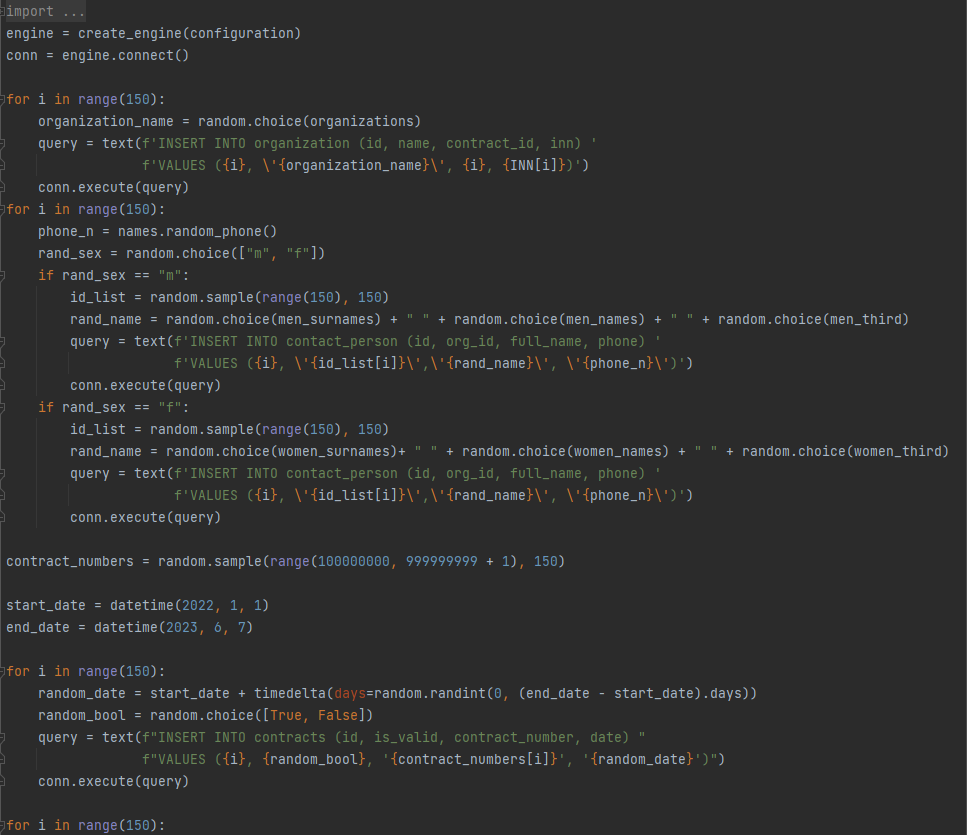 import ...
engine = create_engine(configuration)
conn = engine.connect()
for i in range(150):
    organization_name = random.choice(organizations)
    query = text(f'INSERT INTO organization (id, name, contract_id, inn) '
                 f'VALUES ({i}, \'{organization_name}\', {i}, {INN[i]})')
    conn.execute(query)
for i in range(150):
    phone_n = names.random_phone()
    rand_sex = random.choice(["m", "f"])
    if rand_sex == "m":
        id_list = random.sample(range(150), 150)
        rand_name = random.choice(men_surnames) + " " + random.choice(men_names) + " " + random.choice(men_third)
        query = text(f'INSERT INTO contact_person (id, org_id, full_name, phone) '
                     f'VALUES ({i}, \'{id_list[i]}\',\'{rand_name}\', \'{phone_n}\')')
        conn.execute(query)
    if rand_sex == "f":
        id_list = random.sample(range(150), 150)
        rand_name = random.choice(women_surnames)+ " " + random.choice(women_names) + " " + random.choice(women_third)
        query = text(f'INSERT INTO contact_person (id, org_id, full_name, phone) '
                     f'VALUES ({i}, \'{id_list[i]}\',\'{rand_name}\', \'{phone_n}\')')
        conn.execute(query)
contract_numbers = random.sample(range(100000000, 999999999 + 1), 150)
start_date = datetime(2022, 1, 1)
end_date = datetime(2023, 6, 7)
for i in range(150):
    random_date = start_date + timedelta(days=random.randint(0, (end_date - start_date).days))
    random_bool = random.choice([True, False])
    query = text(f"INSERT INTO contracts (id, is_valid, contract_number, date) "
                 f"VALUES ({i}, {random_bool}, '{contract_numbers[i]}', '{random_date}')")
    conn.execute(query)
for i in range(150):